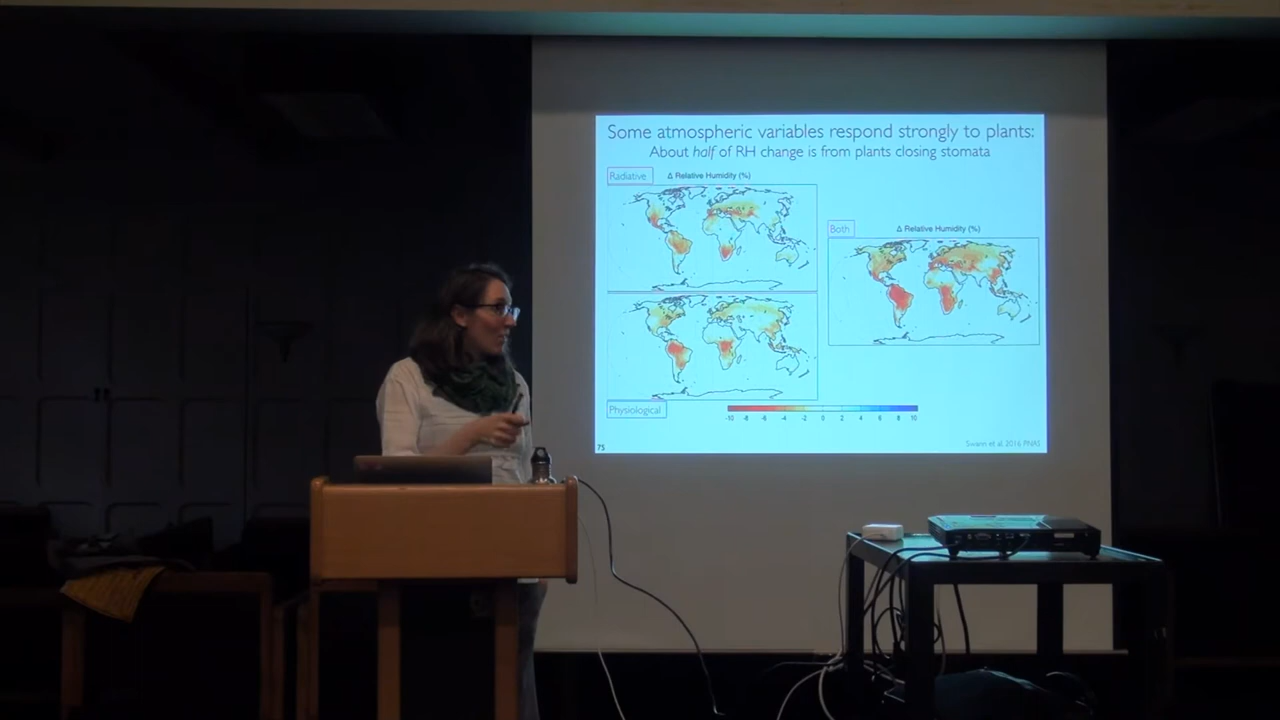 Some atmospheric variables respond strongly to plants:
About half of RH change is from plants closing stomata
Radiative
Δ Relative Humidity (%)
Both
Δ Relative Humidity (%)
Physiological
-10 -8 -6 -4 -2 0 2 4 6 8 10
75
Swann et al. 2016 PNAS